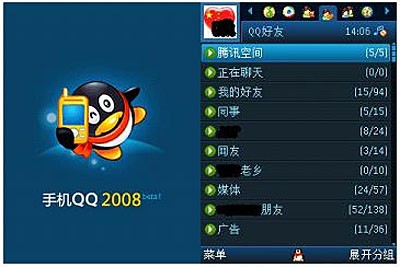 手机QQ 2008 beta1
QQ好友 14:06
腾讯空间 (5/5)
正在聊天 (0/0)
我的好友 (15/94)
同事 (5/15)
(8/24)
网友 (3/14)
老乡 (0/10)
媒体 (24/57)
朋友 (52/138)
广告 (11/36)
菜单 展开分组